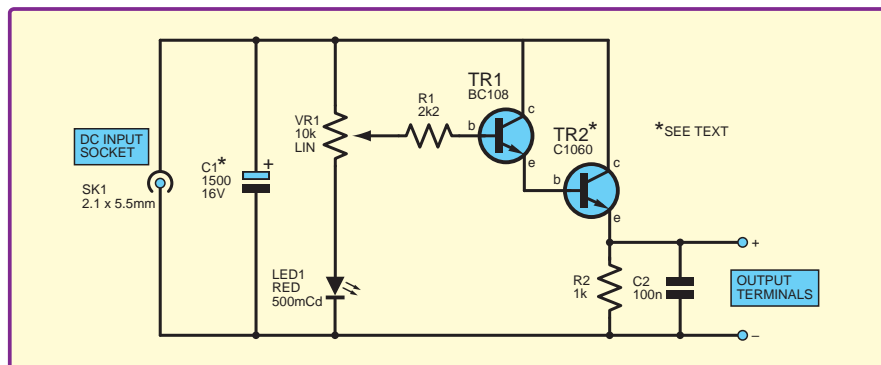 DC INPUT
SOCKET
SK1
2.1 x 5.5mm
C1*
1500
16V
+
VR1
10k
LIN
LED1
RED
500mCd
R1
2k2
TR1
BC108
b
c
e
TR2*
C1060
b
c
e
*SEE TEXT
R2
1k
C2
100n
+
OUTPUT
TERMINALS
–